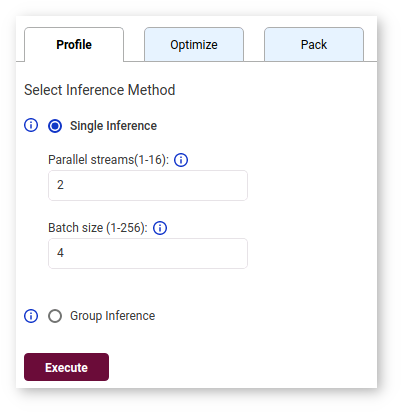 Profile
Optimize
Pack
Select Inference Method
Single Inference
Parallel streams(1-16):
2
Batch size (1-256):
4
Group Inference
Execute